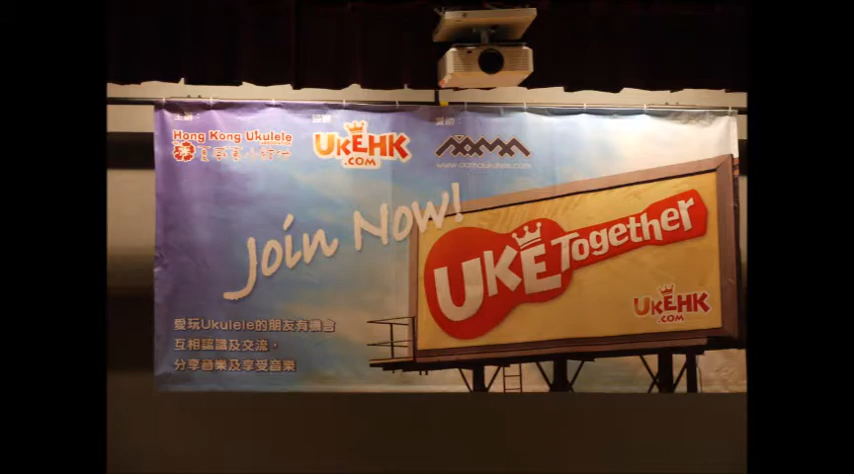 Hong Kong Ukulele
UKEHK
.COM
Join Now!
UKE Together
UKEHK
.COM
愛玩Ukulele的朋友有機會
互相認識及交流，
分享音樂及享受音樂